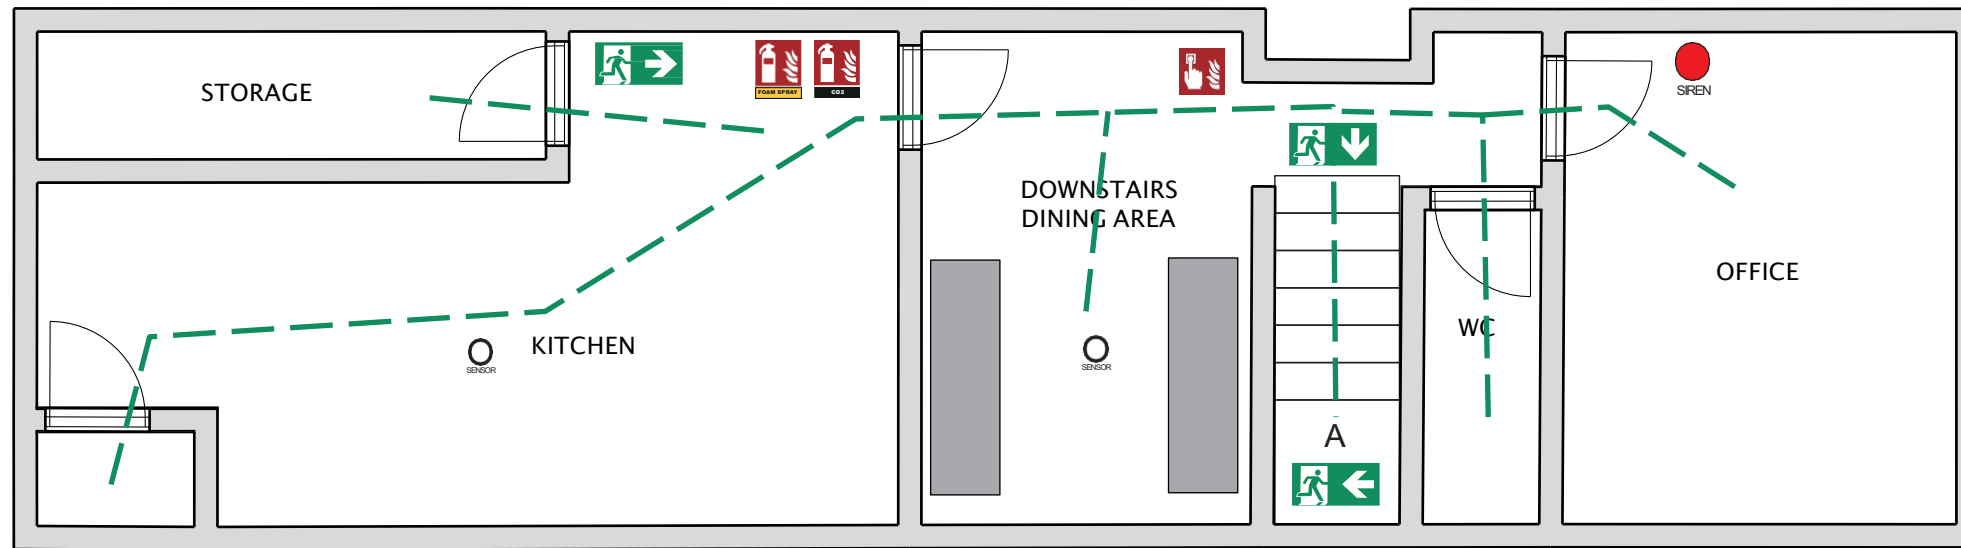 STORAGE
FOAM SPRAY
CO2
SIREN
DOWNSTAIRS
DINING AREA
OFFICE
WC
KITCHEN
SENSOR
SENSOR
A